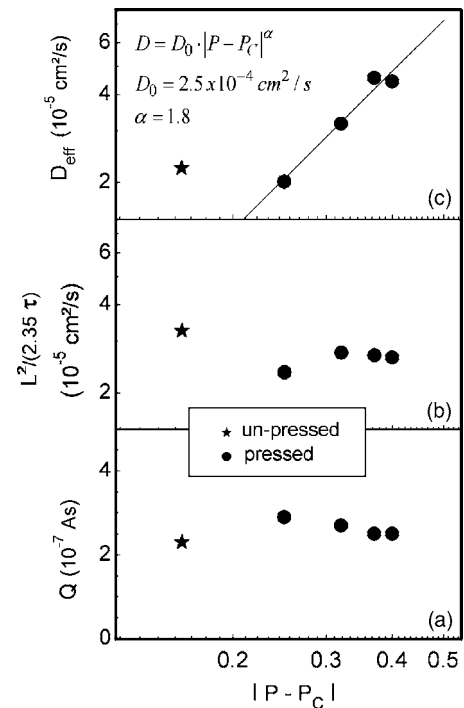 D = D₀ · |P − P_C|^α
D₀ = 2.5x10⁻⁴ cm² / s
α = 1.8
6
4
2
D_eff (10⁻⁵ cm²/s)
(c)
6
4
2
L²/(2.35 τ)
(10⁻⁵ cm²/s)
(b)
★ un-pressed
● pressed
4
2
0
Q (10⁻⁷ As)
(a)
0.2 0.3 0.4 0.5
| P - P_C |